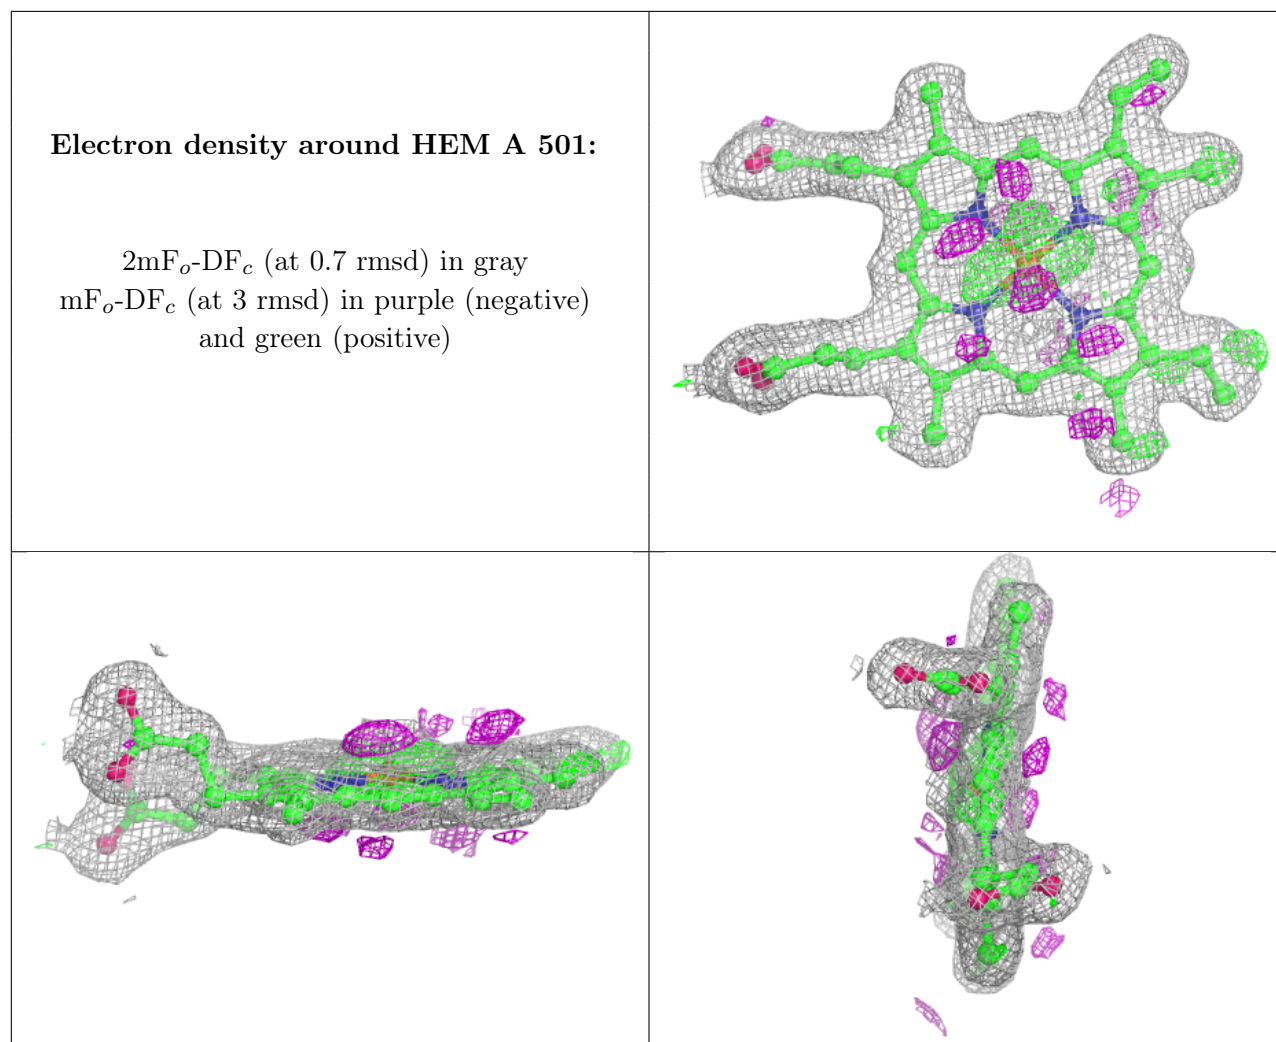 Electron density around HEM A 501:
2mFo-DFc (at 0.7 rmsd) in gray
mFo-DFc (at 3 rmsd) in purple (negative)
and green (positive)